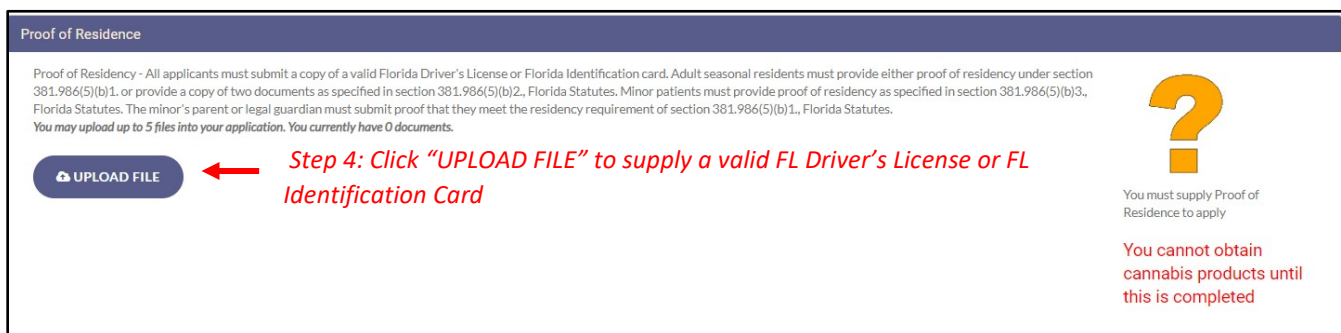 Proof of Residence
Proof of Residency - All applicants must submit a copy of a valid Florida Driver's License or Florida Identification card. Adult seasonal residents must provide either proof of residency under section
381.986(5)(b)1. or provide a copy of two documents as specified in section 381.986(5)(b)2., Florida Statutes. Minor patients must provide proof of residency as specified in section 381.986(5)(b)3.,
Florida Statutes. The minor's parent or legal guardian must submit proof that they meet the residency requirement of section 381.986(5)(b)1., Florida Statutes.
You may upload up to 5 files into your application. You currently have 0 documents.
UPLOAD FILE
Step 4: Click “UPLOAD FILE” to supply a valid FL Driver’s License or FL
Identification Card
?
You must supply Proof of
Residence to apply
You cannot obtain
cannabis products until
this is completed